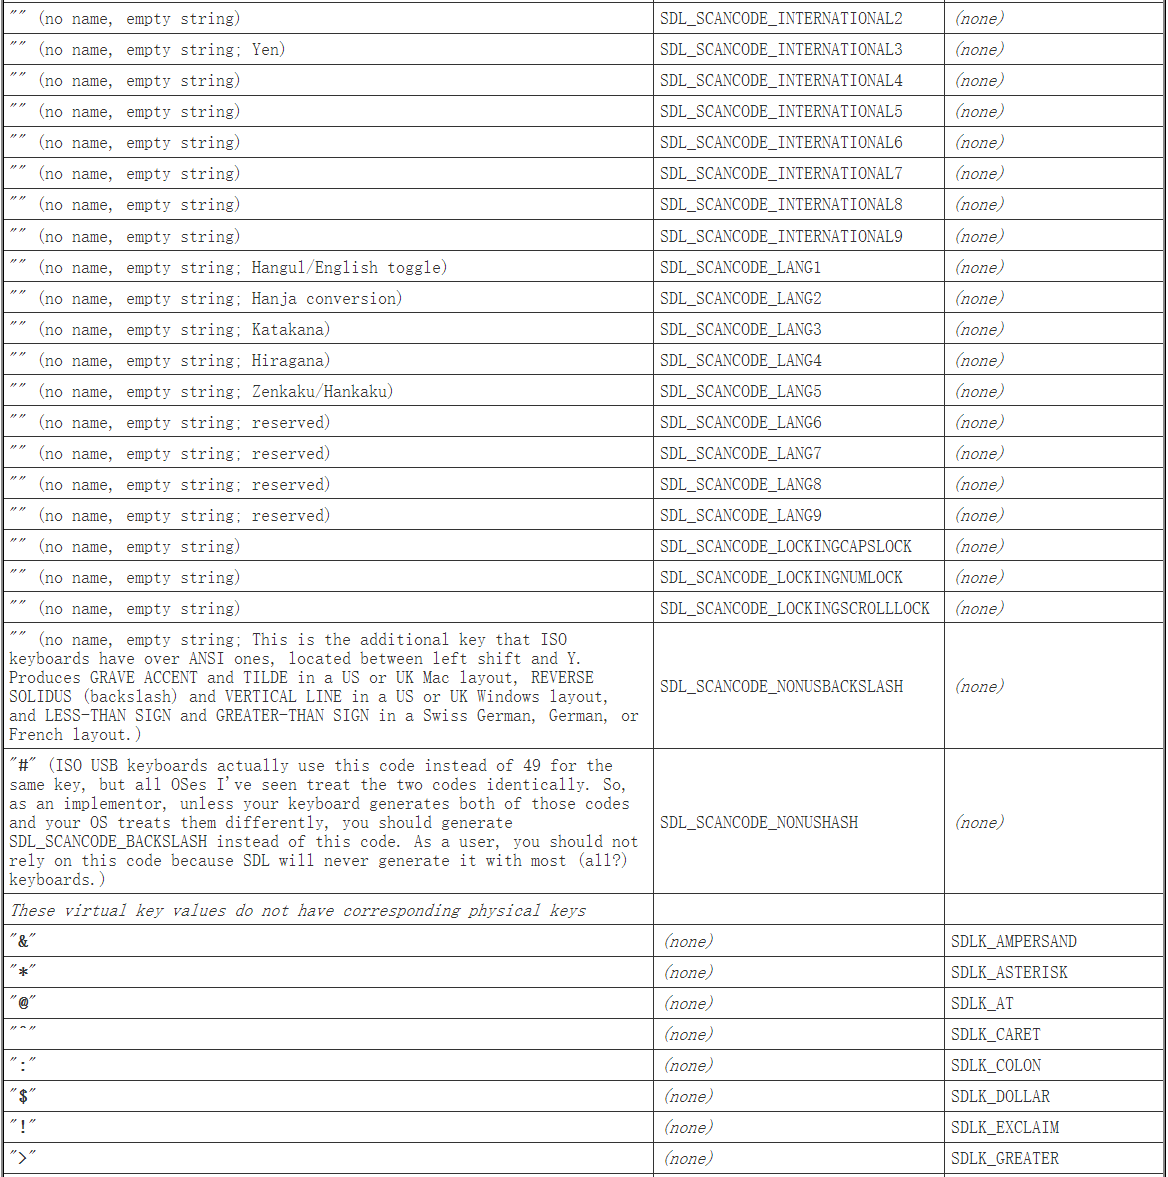 "" (no name, empty string) SDL_SCANCODE_INTERNATIONAL2 (none)
"" (no name, empty string; Yen) SDL_SCANCODE_INTERNATIONAL3 (none)
"" (no name, empty string) SDL_SCANCODE_INTERNATIONAL4 (none)
"" (no name, empty string) SDL_SCANCODE_INTERNATIONAL5 (none)
"" (no name, empty string) SDL_SCANCODE_INTERNATIONAL6 (none)
"" (no name, empty string) SDL_SCANCODE_INTERNATIONAL7 (none)
"" (no name, empty string) SDL_SCANCODE_INTERNATIONAL8 (none)
"" (no name, empty string) SDL_SCANCODE_INTERNATIONAL9 (none)
"" (no name, empty string; Hangul/English toggle) SDL_SCANCODE_LANG1 (none)
"" (no name, empty string; Hanja conversion) SDL_SCANCODE_LANG2 (none)
"" (no name, empty string; Katakana) SDL_SCANCODE_LANG3 (none)
"" (no name, empty string; Hiragana) SDL_SCANCODE_LANG4 (none)
"" (no name, empty string; Zenkaku/Hankaku) SDL_SCANCODE_LANG5 (none)
"" (no name, empty string; reserved) SDL_SCANCODE_LANG6 (none)
"" (no name, empty string; reserved) SDL_SCANCODE_LANG7 (none)
"" (no name, empty string; reserved) SDL_SCANCODE_LANG8 (none)
"" (no name, empty string; reserved) SDL_SCANCODE_LANG9 (none)
"" (no name, empty string) SDL_SCANCODE_LOCKINGCAPSLOCK (none)
"" (no name, empty string) SDL_SCANCODE_LOCKINGNUMLOCK (none)
"" (no name, empty string) SDL_SCANCODE_LOCKINGSCROLLLOCK (none)
"" (no name, empty string; This is the additional key that ISO
keyboards have over ANSI ones, located between left shift and Y.
Produces GRAVE ACCENT and TILDE in a US or UK Mac layout, REVERSE
SOLIDUS (backslash) and VERTICAL LINE in a US or UK Windows layout,
and LESS-THAN SIGN and GREATER-THAN SIGN in a Swiss German, German, or
French layout.)
SDL_SCANCODE_NONUSBACKSLASH (none)
"#" (ISO USB keyboards actually use this code instead of 49 for the
same key, but all OSes I've seen treat the two codes identically. So,
as an implementor, unless your keyboard generates both of those codes
and your OS treats them differently, you should generate
SDL_SCANCODE_BACKSLASH instead of this code. As a user, you should not
rely on this code because SDL will never generate it with most (all?)
keyboards.)
SDL_SCANCODE_NONUSHASH (none)
These virtual key values do not have corresponding physical keys
"&" (none) SDLK_AMPERSAND
"*" (none) SDLK_ASTERISK
"@" (none) SDLK_AT
"^" (none) SDLK_CARET
":" (none) SDLK_COLON
"$" (none) SDLK_DOLLAR
"!" (none) SDLK_EXCLAIM
">" (none) SDLK_GREATER